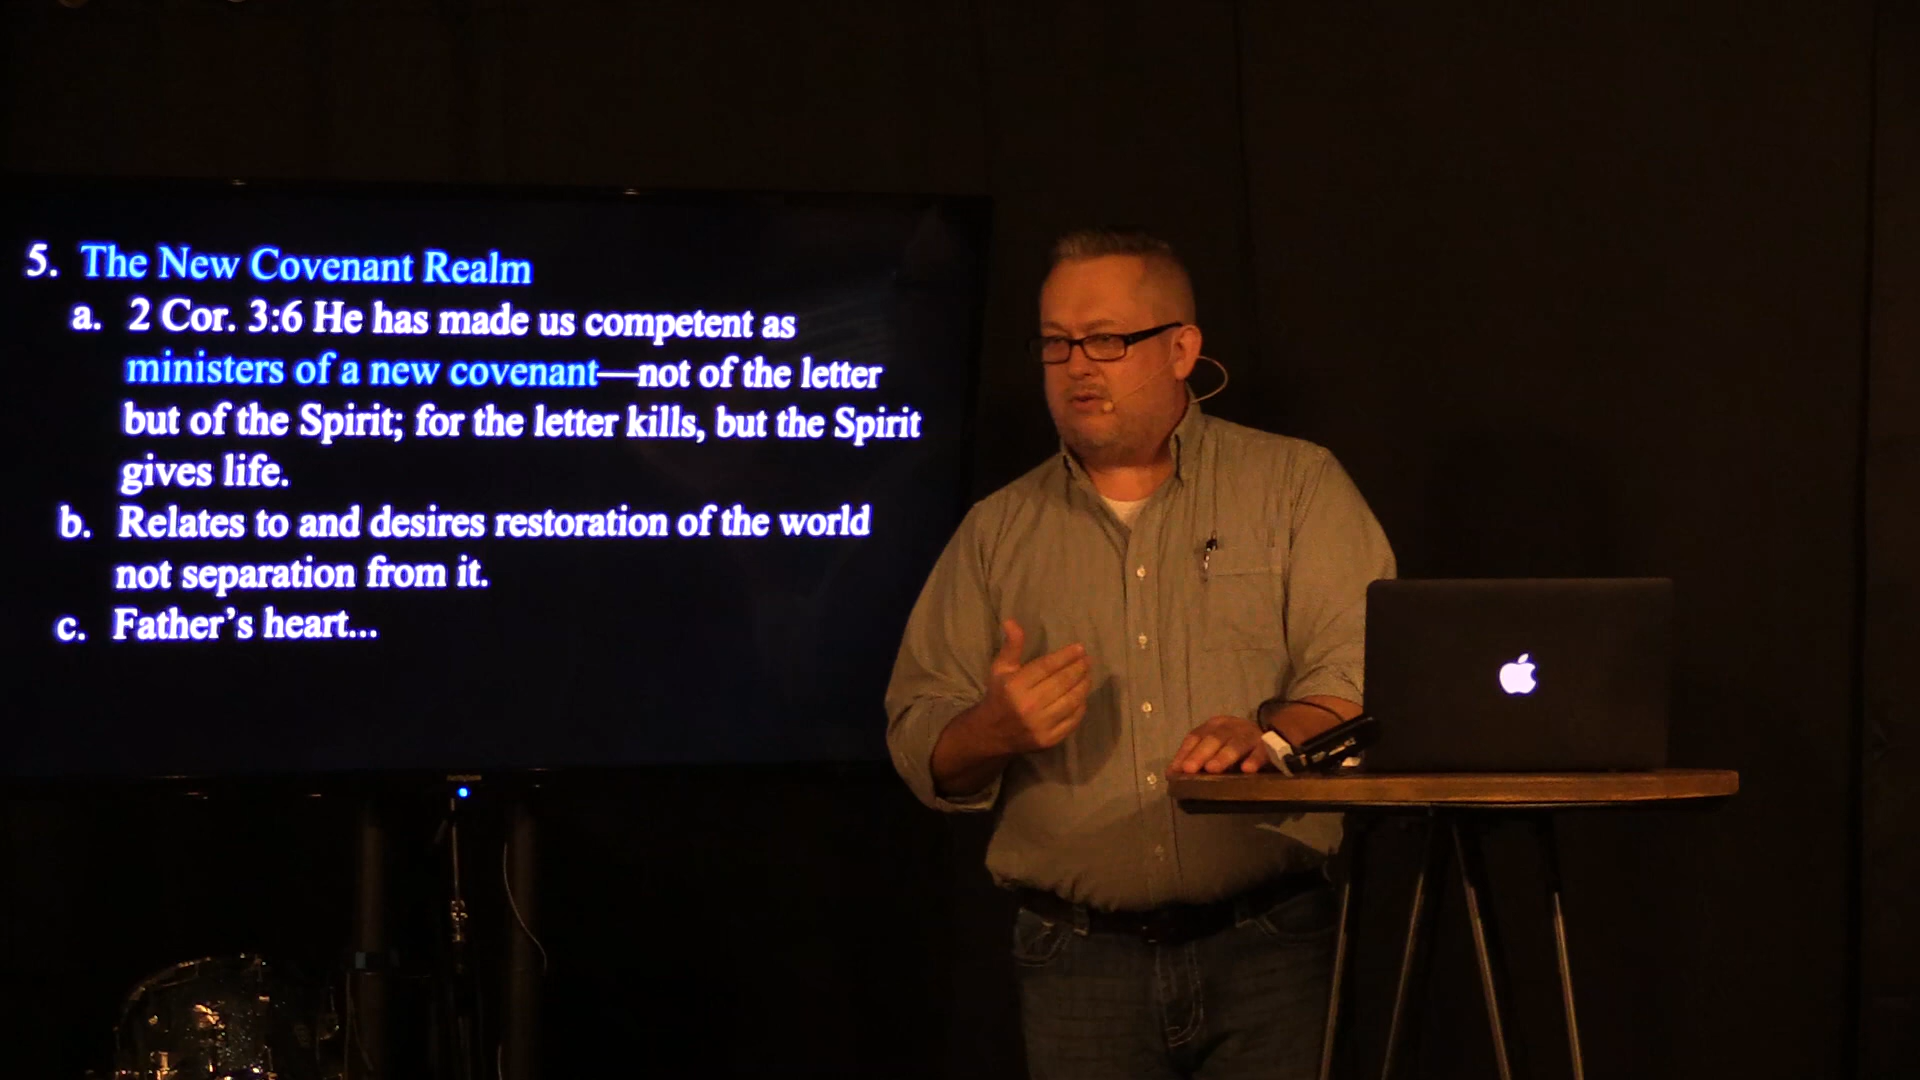 5. The New Covenant Realm
a. 2 Cor. 3:6 He has made us competent as
ministers of a new covenant—not of the letter
but of the Spirit; for the letter kills, but the Spirit
gives life.
b. Relates to and desires restoration of the world
not separation from it.
c. Father’s heart...